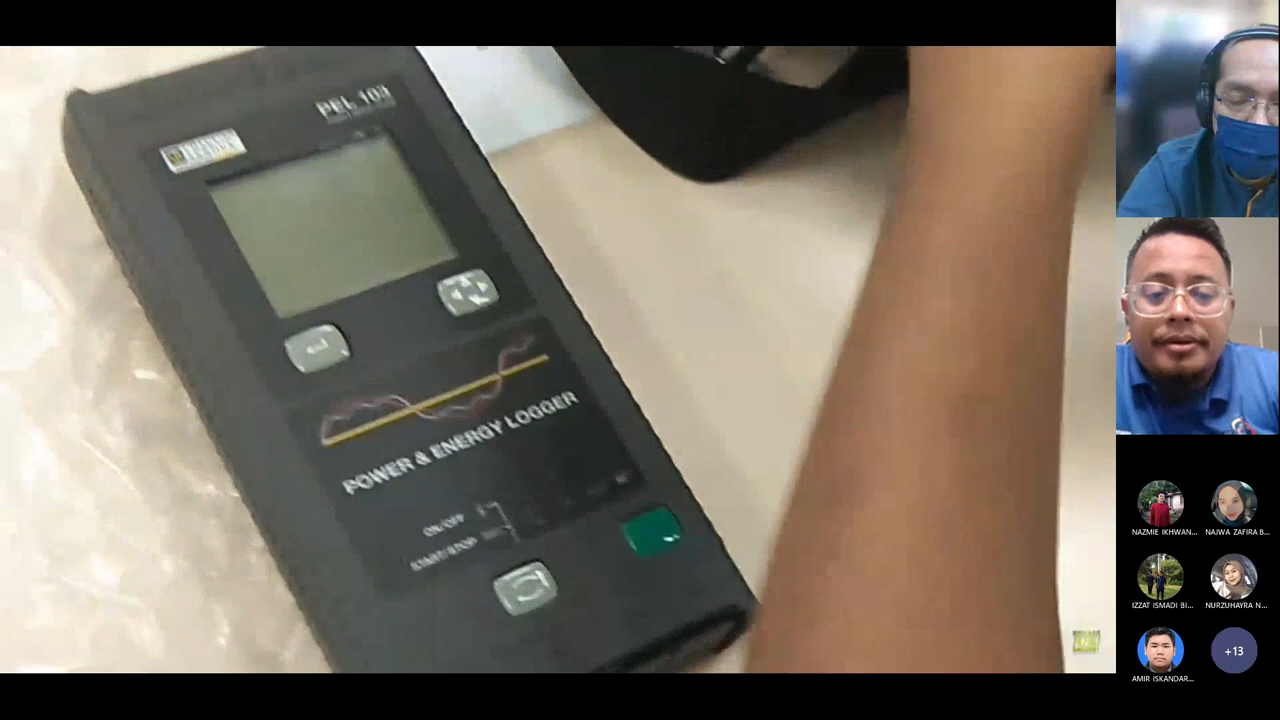 PEL 103
POWER & ENERGY LOGGER
ON/OFF
START/STOP
NAZMIE IKHWAN...
NAJWA ZAFIRA B...
IZZAT ISMADI BI...
NURZUHAYRA N...
AMIR ISKANDAR...
+13